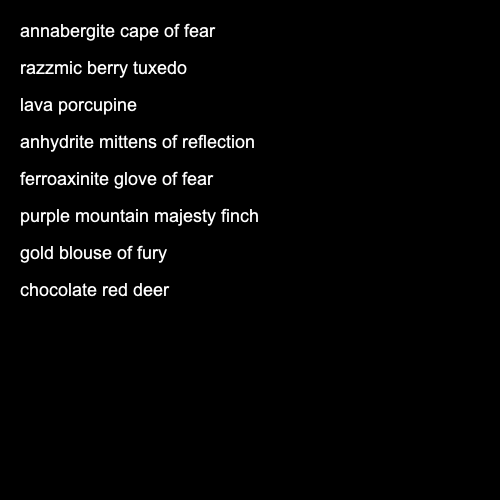 annabergite cape of fear
razzmic berry tuxedo
lava porcupine
anhydrite mittens of reflection
ferroaxinite glove of fear
purple mountain majesty finch
gold blouse of fury
chocolate red deer